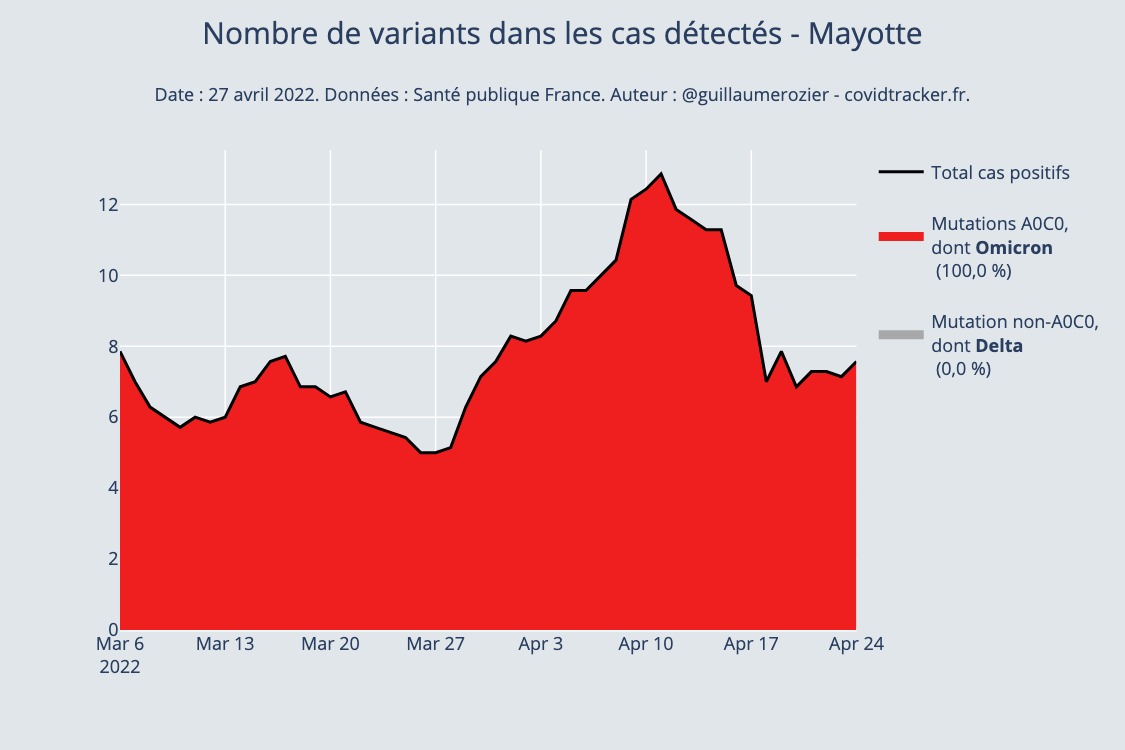 Nombre de variants dans les cas détectés - Mayotte
Date : 27 avril 2022. Données : Santé publique France. Auteur : @guillaumerozier - covidtracker.fr.
Total cas positifs
Mutations A0C0,
dont Omicron
(100,0 %)
Mutation non-A0C0,
dont Delta
(0,0 %)
12
10
8
6
4
2
0
Mar 6 Mar 13 Mar 20 Mar 27 Apr 3 Apr 10 Apr 17 Apr 24
2022